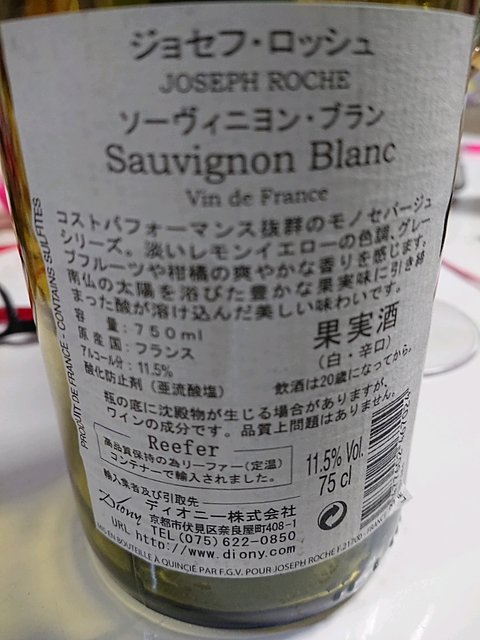 ジョセフ・ロッシュ
JOSEPH ROCHE
ソーヴィニヨン・ブラン
Sauvignon Blanc
Vin de France
コストパフォーマンス抜群のモノセパージュ
シリーズ。淡いレモンイエローの色調、グレー
プフルーツや柑橘の爽やかな香りを感じます。
南仏の太陽を浴びた豊かな果実味に引き締
まった酸が溶け込んだ美しい味わいです。
容量:750ml
原産国:フランス
アルコール分:11.5%
酸化防止剤(亜硫酸塩)
果実酒
(白・辛口)
飲酒は20歳になってから。
瓶の底に沈殿物が生じる場合がありますが、
ワインの成分です。品質上問題はありません。
Reefer
高品質保持の為リーファー(定温)
コンテナーで輸入されました。
11.5% Vol.
75 cl
輸入業者及び引取先
Diony ディオニー株式会社
京都市伏見区奈良屋町408-1
TEL(075)622-0850
URL http://www.diony.com
MIS EN BOUTEILLE À QUINCIÉ PAR F.G.V. POUR JOSEPH ROCHE F-21700 - FRANCE
PRODUIT DE FRANCE - CONTAINS SULFITES